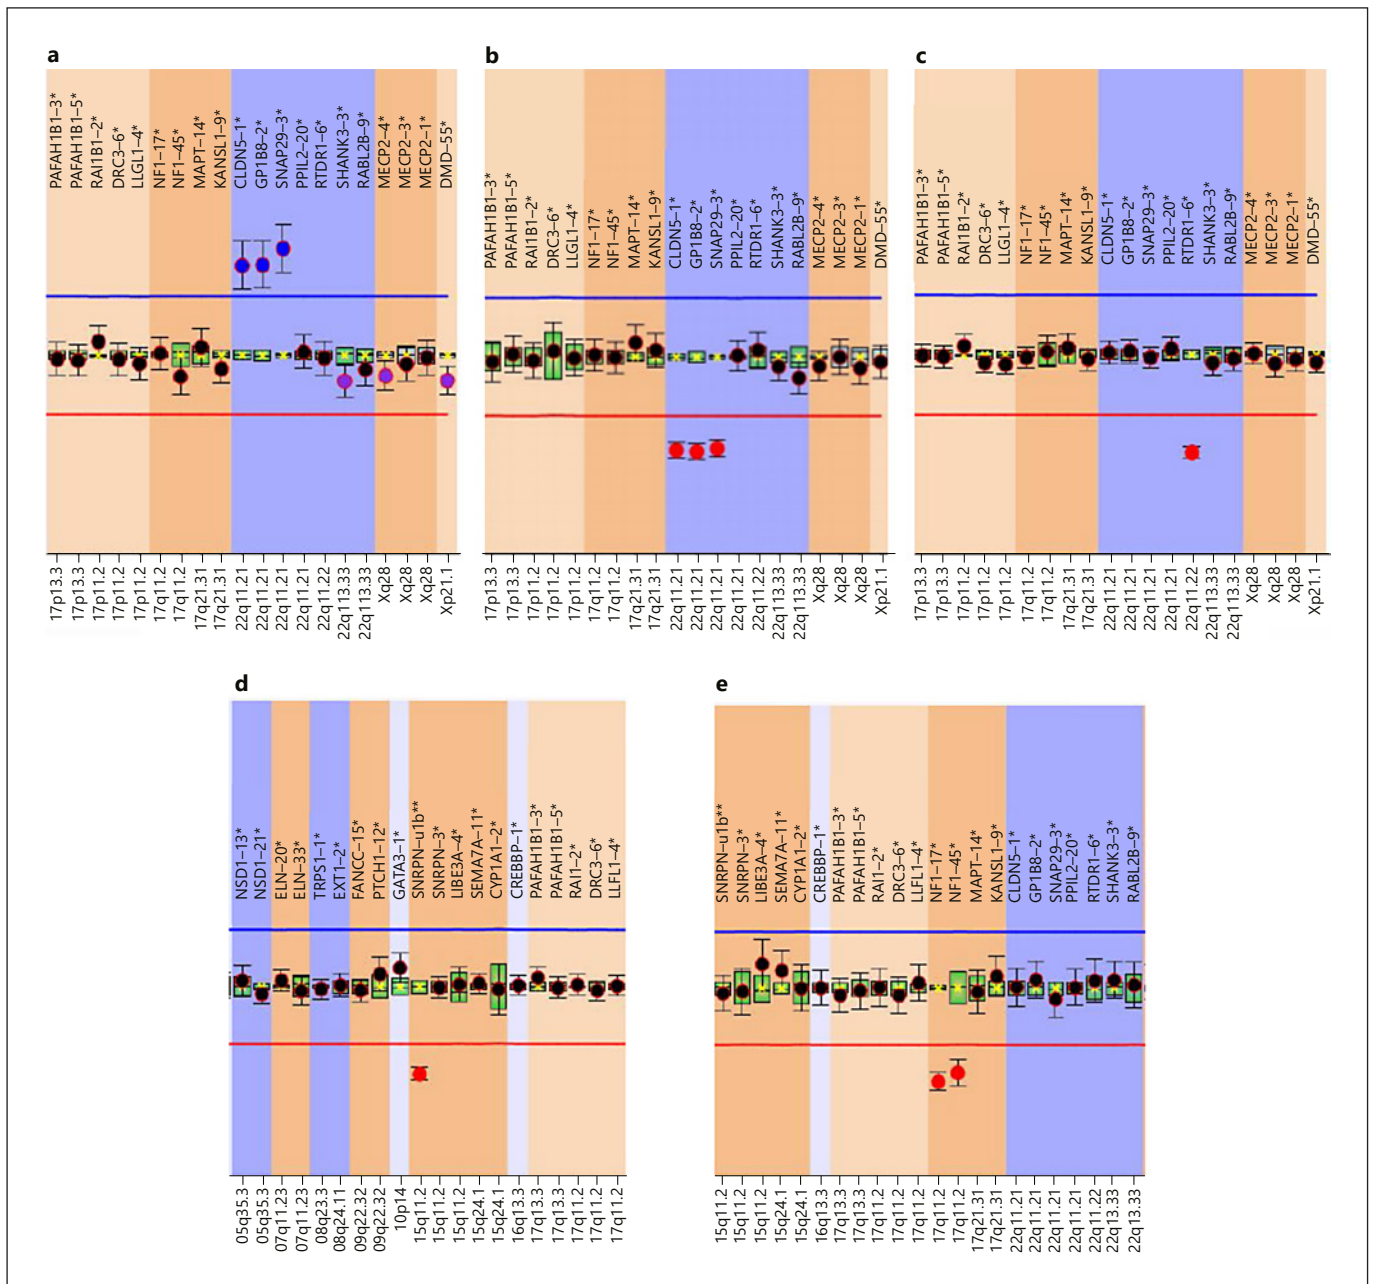 a
PAFAH1B1–3*
PAFAH1B1–5*
RAI1B1–2*
DRC3–6*
LLGL1–4*
NF1–17*
NF1–45*
MAPT–14*
KANSL1–9*
CLDN5–1*
GP1B8–2*
SNAP29–3*
PPIL2–20*
RTDR1–6*
SHANK3–3*
RABL2B–9*
MECP2–4*
MECP2–3*
MECP2–1*
DMD–55*
17p13.3
17p13.3
17p11.2
17p11.2
17p11.2
17q11.2
17q11.2
17q21.31
17q21.31
22q11.21
22q11.21
22q11.21
22q11.21
22q11.22
22q113.33
22q113.33
Xq28
Xq28
Xq28
Xp21.1
b
PAFAH1B1–3*
PAFAH1B1–5*
RAI1B1–2*
DRC3–6*
LLGL1–4*
NF1–17*
NF1–45*
MAPT–14*
KANSL1–9*
CLDN5–1*
GP1B8–2*
SNAP29–3*
PPIL2–20*
RTDR1–6*
SHANK3–3*
RABL2B–9*
MECP2–4*
MECP2–3*
MECP2–1*
DMD–55*
17p13.3
17p13.3
17p11.2
17p11.2
17p11.2
17q11.2
17q11.2
17q21.31
17q21.31
22q11.21
22q11.21
22q11.21
22q11.21
22q11.22
22q113.33
22q113.33
Xq28
Xq28
Xq28
Xp21.1
c
PAFAH1B1–3*
PAFAH1B1–5*
RAI1B1–2*
DRC3–6*
LLGL1–4*
NF1–17*
NF1–45*
MAPT–14*
KANSL1–9*
CLDN5–1*
GP1B8–2*
SNAP29–3*
PPIL2–20*
RTDR1–6*
SHANK3–3*
RABL2B–9*
MECP2–4*
MECP2–3*
MECP2–1*
DMD–55*
17p13.3
17p13.3
17p11.2
17p11.2
17p11.2
17q11.2
17q11.2
17q21.31
17q21.31
22q11.21
22q11.21
22q11.21
22q11.21
22q11.22
22q113.33
22q113.33
Xq28
Xq28
Xq28
Xp21.1
d
NSD1–13*
NSD1–21*
ELN–20*
ELN–33*
TRPS1–1*
EXT1–2*
FANCC–15*
PTCH1–12*
GATA3–1*
SNRPN–u1b**
SNRPN–3*
LIBE3A–4*
SEMA7A–11*
CYP1A1–2*
CREBBP–1*
PAFAH1B1–3*
PAFAH1B1–5*
RAI1–2*
DRC3–6*
LLFL1–4*
05q35.3
05q35.3
07q11.23
07q11.23
08q23.3
08q24.11
09q22.32
09q22.32
10p14
15q11.2
15q11.2
15q11.2
15q24.1
15q24.1
16q13.3
17q13.3
17q13.3
17q11.2
17q11.2
17q11.2
e
SNRPN–u1b**
SNRPN–3*
LIBE3A–4*
SEMA7A–11*
CYP1A1–2*
CREBBP–1*
PAFAH1B1–3*
PAFAH1B1–5*
RAI1–2*
DRC3–6*
LLFL1–4*
NF1–17*
NF1–45*
MAPT–14*
KANSL1–9*
CLDN5–1*
GP1B8–2*
SNAP29–3*
PPIL2–20*
RTDR1–6*
SHANK3–3*
RABL2B–9*
15q11.2
15q11.2
15q11.2
15q24.1
15q24.1
16q13.3
17q13.3
17q13.3
17q11.2
17q11.2
17q11.2
17q11.2
17q11.2
17q21.31
17q21.31
22q11.21
22q11.21
22q11.21
22q11.21
22q11.22
22q13.33
22q13.33